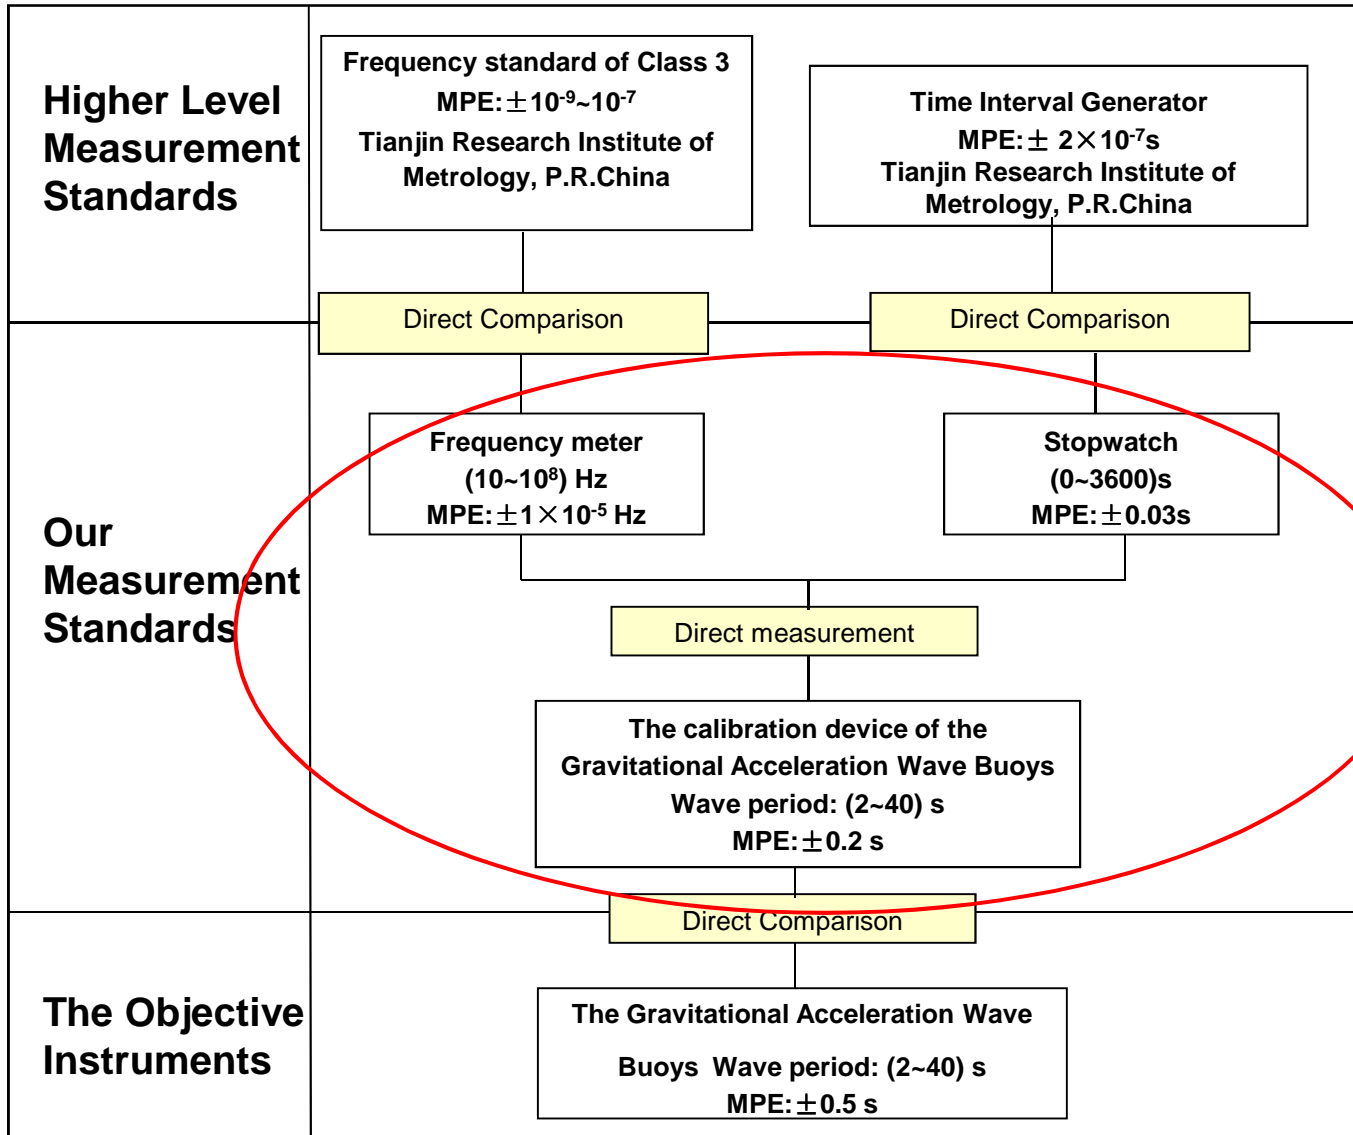 Higher Level
Measurement
Standards
Frequency standard of Class 3
MPE:±10⁻⁹~10⁻⁷
Tianjin Research Institute of
Metrology, P.R.China
Time Interval Generator
MPE:± 2×10⁻⁷s
Tianjin Research Institute of
Metrology, P.R.China
Direct Comparison
Direct Comparison
Our
Measurement
Standards
Frequency meter
(10~10⁸) Hz
MPE:±1×10⁻⁵ Hz
Stopwatch
(0~3600)s
MPE:±0.03s
Direct measurement
The calibration device of the
Gravitational Acceleration Wave Buoys
Wave period: (2~40) s
MPE:±0.2 s
Direct Comparison
The Objective
Instruments
The Gravitational Acceleration Wave
Buoys Wave period: (2~40) s
MPE:±0.5 s